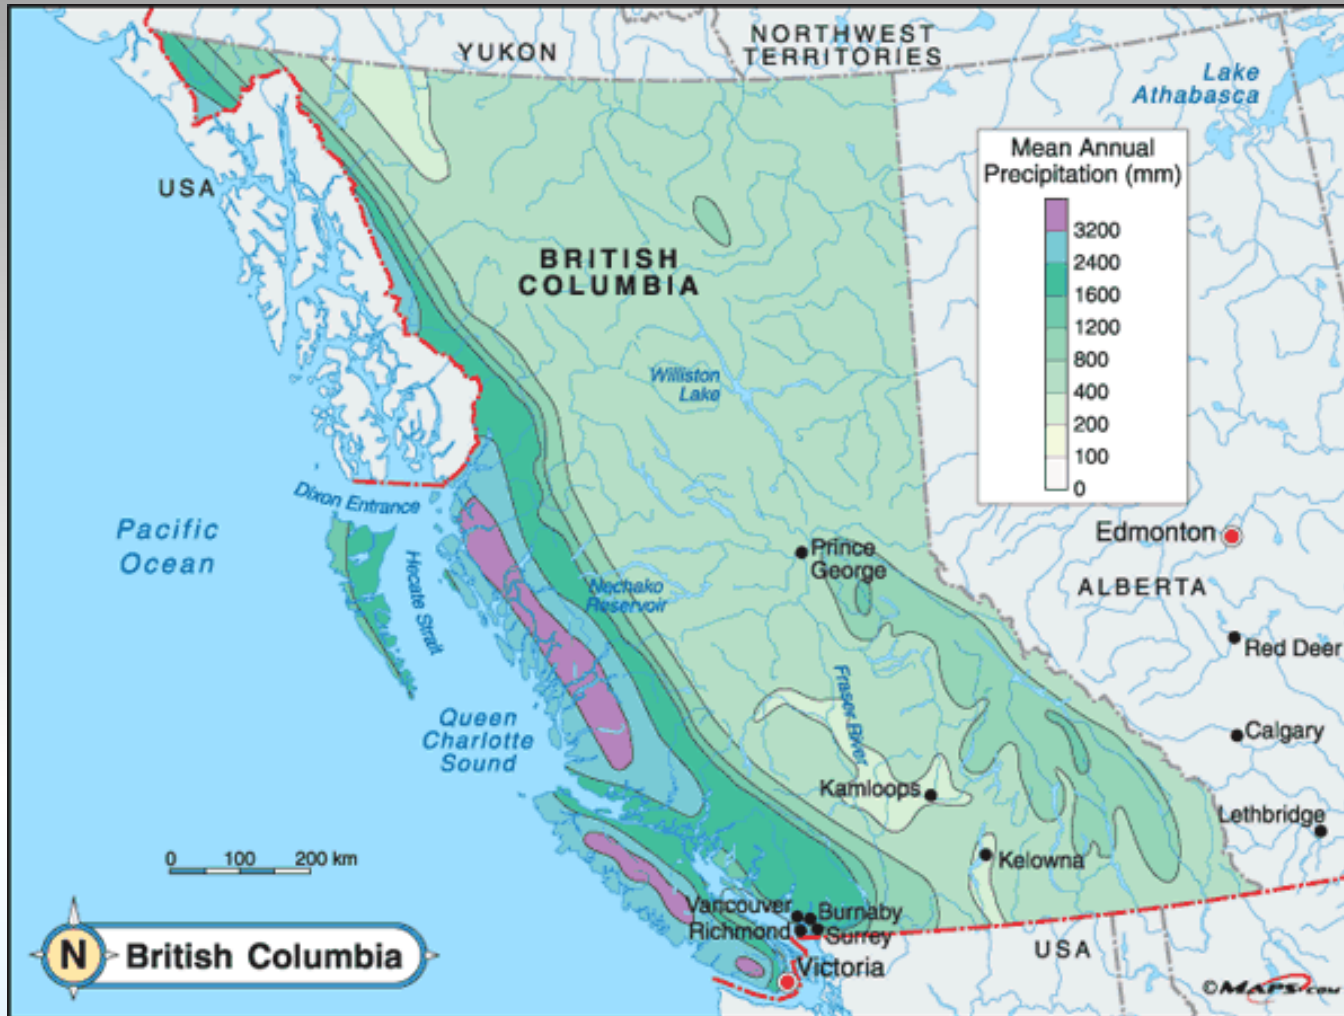 YUKON
NORTHWEST
TERRITORIES
Lake
Athabasca
Mean Annual
Precipitation (mm)
3200
2400
1600
1200
800
400
200
100
0
USA
BRITISH
COLUMBIA
Williston
Lake
Dixon Entrance
Pacific
Ocean
Hecate Strait
Nechako
Reservoir
Prince
George
Edmonton
ALBERTA
Red Deer
Queen
Charlotte
Sound
Fraser River
Calgary
Kamloops
Lethbridge
Kelowna
0 100 200 km
Vancouver
Burnaby
Richmond
Surrey
USA
Victoria
N
British Columbia
©MAPS.COM